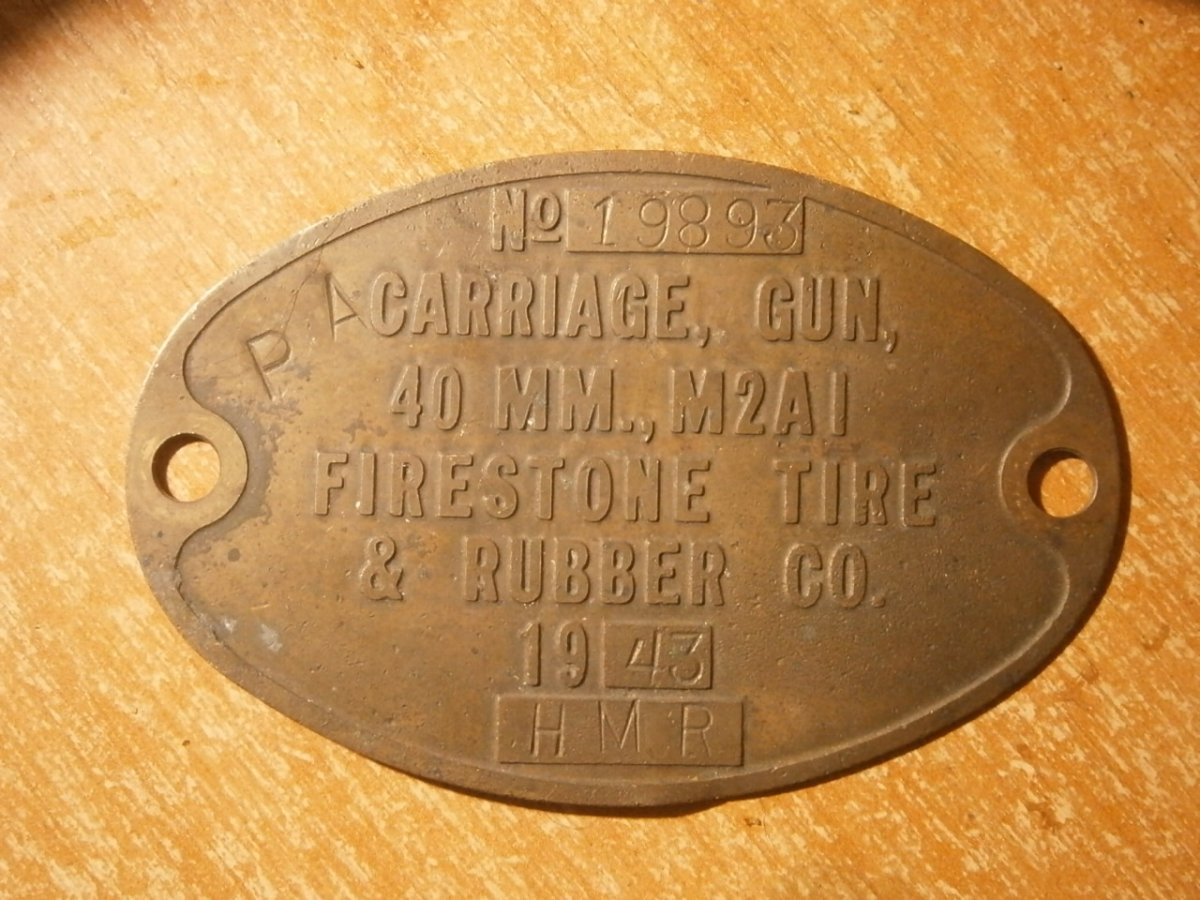 No 19893
P A
CARRIAGE, GUN,
40 MM., M2A1
FIRESTONE TIRE
& RUBBER CO.
1943
HMR